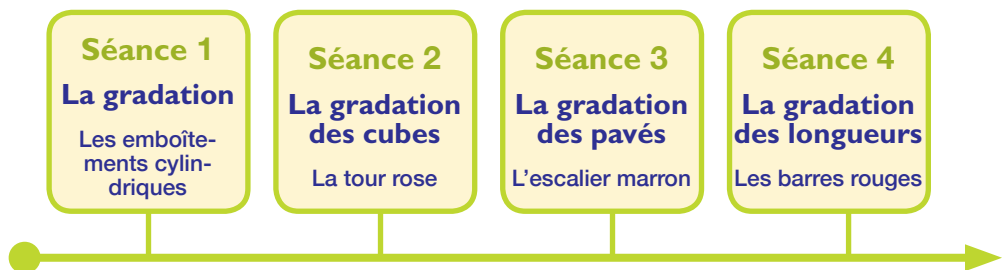 Séance 1
La gradation
Les emboîte-
ments cylin-
driques
Séance 2
La gradation
des cubes
La tour rose
Séance 3
La gradation
des pavés
L’escalier marron
Séance 4
La gradation
des longueurs
Les barres rouges